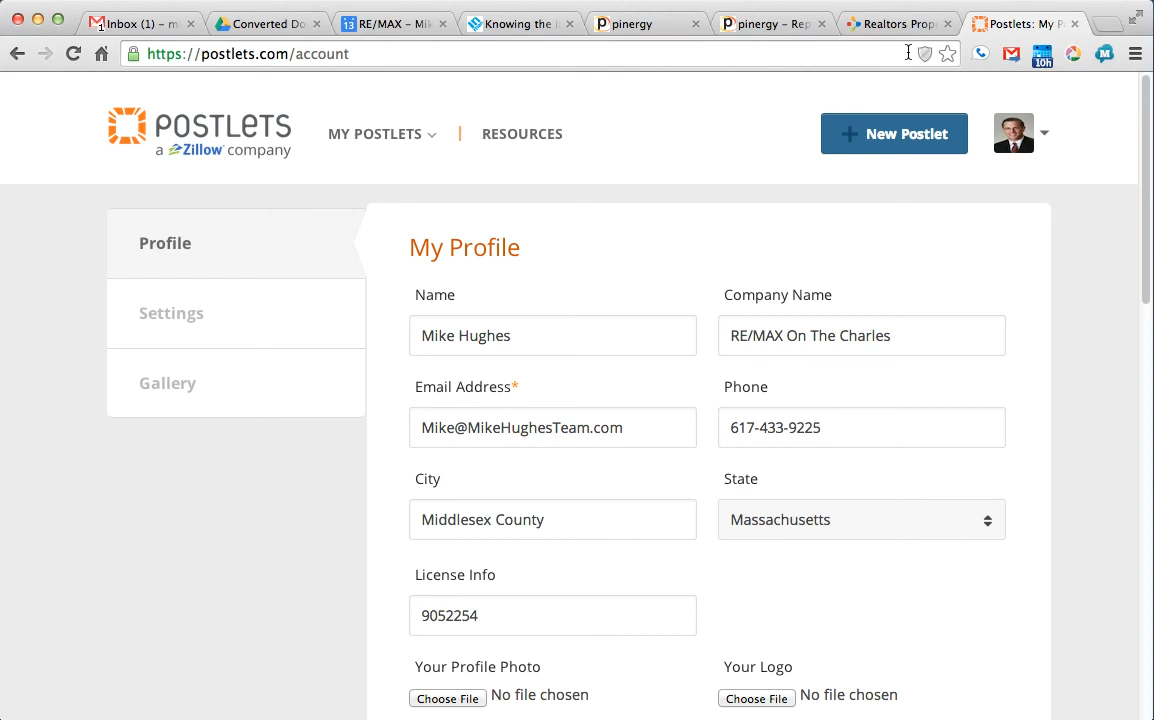 Inbox (1) – m
Converted Do
13 RE/MAX – Mik
Knowing the
pinergy
pinergy – Rep
Realtors Prop
Postlets: My P
https://postlets.com/account
10h
POSTLETS
a Zillow company
MY POSTLETS
RESOURCES
New Postlet
Profile
Settings
Gallery
My Profile
Name
Company Name
Mike Hughes
RE/MAX On The Charles
Email Address*
Phone
Mike@MikeHughesTeam.com
617-433-9225
City
State
Middlesex County
Massachusetts
License Info
9052254
Your Profile Photo
Your Logo
Choose File No file chosen
Choose File No file chosen